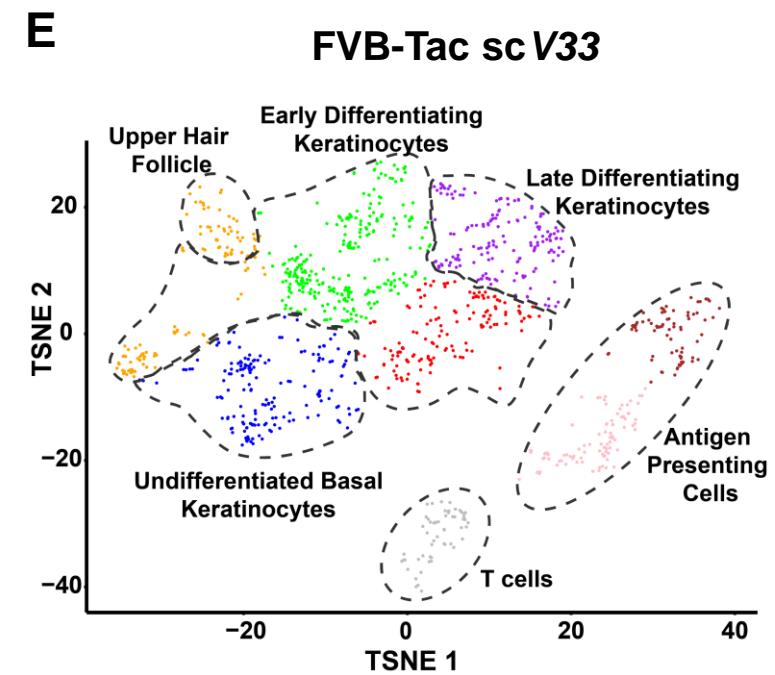 E
FVB-Tac scV33
Early Differentiating
Keratinocytes
Upper Hair
Follicle
Late Differentiating
Keratinocytes
20
0
−20
−40
TSNE 2
Undifferentiated Basal
Keratinocytes
Antigen
Presenting
Cells
T cells
−20
0
20
40
TSNE 1